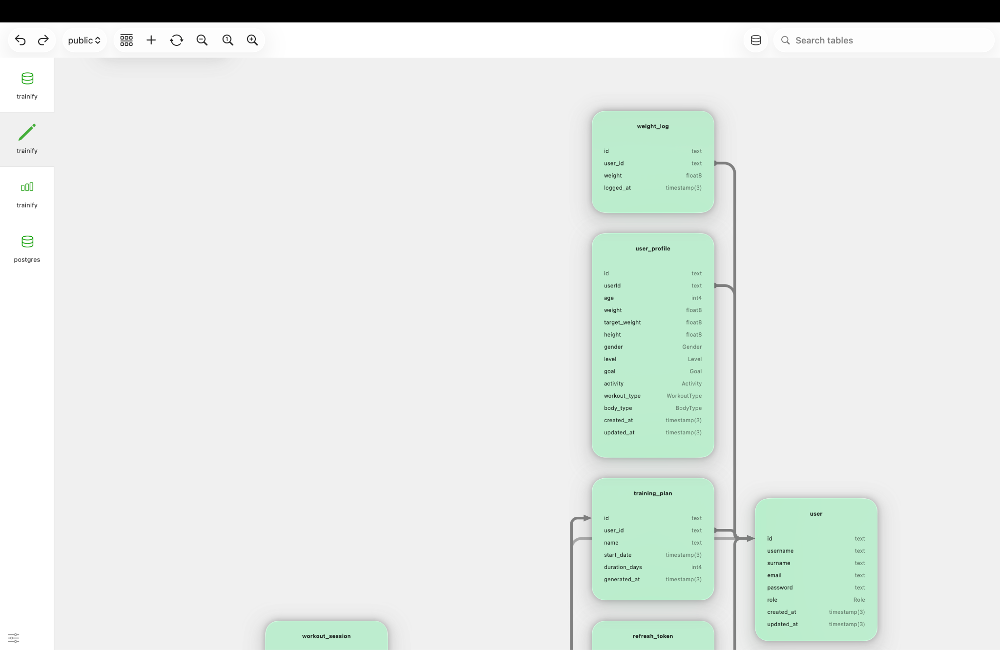 public
1
Search tables
trainify
trainify
trainify
postgres
weight_log
id text
user_id text
weight float8
logged_at timestamp(3)
user_profile
id text
userId text
age int4
weight float8
target_weight float8
height float8
gender Gender
level Level
goal Goal
activity Activity
workout_type WorkoutType
body_type BodyType
created_at timestamp(3)
updated_at timestamp(3)
training_plan
id text
user_id text
name text
start_date timestamp(3)
duration_days int4
generated_at timestamp(3)
user
id text
username text
surname text
email text
password text
role Role
created_at timestamp(3)
updated_at timestamp(3)
workout_session
refresh_token